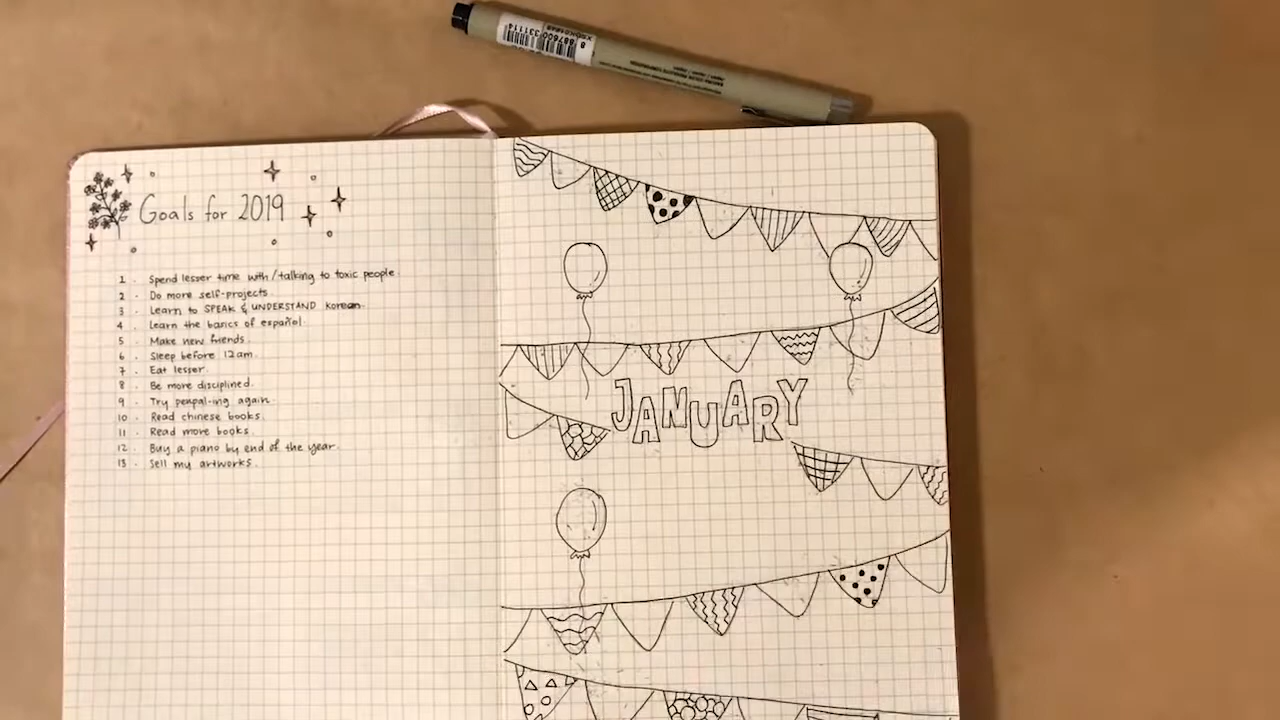 Goals for 2019
1. Spend lesser time with/talking to toxic people
2. Do more self-projects.
3. Learn to SPEAK & UNDERSTAND korean.
4. Learn the basics of español.
5. Make new friends.
6. Sleep before 12am.
7. Eat lesser.
8. Be more disciplined.
9. Try penpal-ing again.
10. Read chinese books.
11. Read more books.
12. Buy a piano by end of the year.
13. Sell my artworks.
JANUARY
8 887600 331114